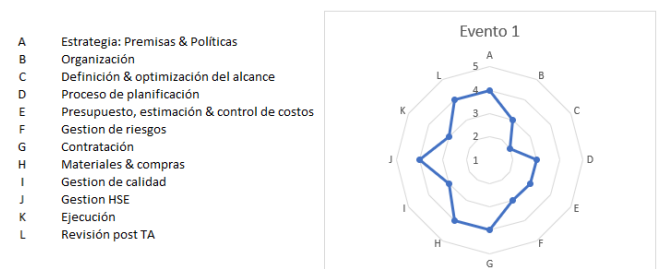 A Estrategia: Premisas & Políticas
B Organización
C Definición & optimización del alcance
D Proceso de planificación
E Presupuesto, estimación & control de costos
F Gestion de riesgos
G Contratación
H Materiales & compras
I Gestion de calidad
J Gestion HSE
K Ejecución
L Revisión post TA
Evento 1
A
B
C
D
E
F
G
H
I
J
K
L
5
4
3
2
1